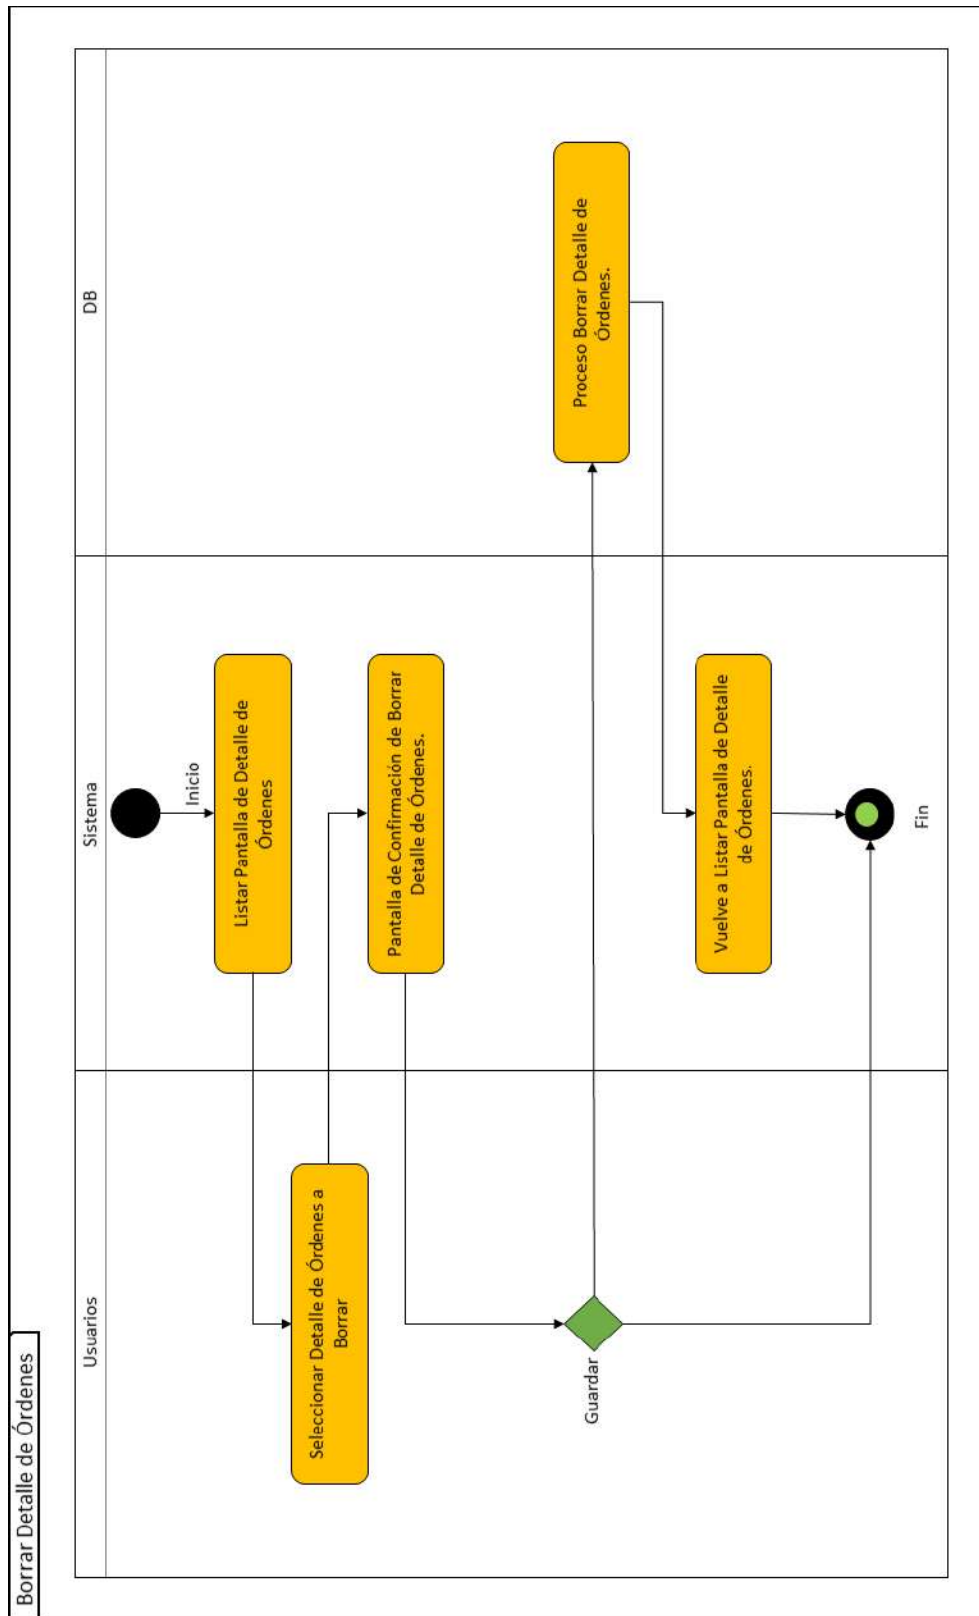 Borrar Detalle de Órdenes
Usuarios
Sistema
DB
Inicio
Listar Pantalla de Detalle de
Órdenes
Seleccionar Detalle de Órdenes a
Borrar
Pantalla de Confirmación de Borrar
Detalle de Órdenes.
Guardar
Proceso Borrar Detalle de
Órdenes.
Vuelve a Listar Pantalla de Detalle
de Órdenes.
Fin